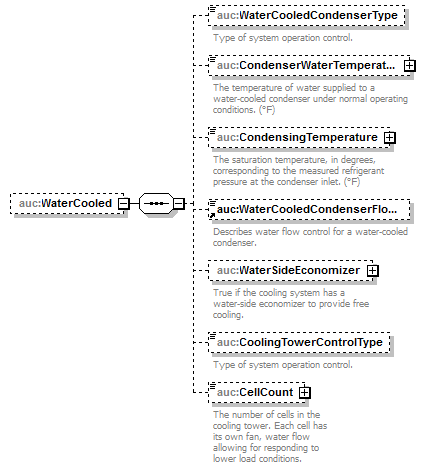 auc:WaterCooledCondenserType
Type of system operation control.
auc:CondenserWaterTemperat...
The temperature of water supplied to a
water-cooled condenser under normal operating
conditions. (°F)
auc:CondensingTemperature
The saturation temperature, in degrees,
corresponding to the measured refrigerant
pressure at the condenser inlet. (°F)
auc:WaterCooled
auc:WaterCooledCondenserFlo...
Describes water flow control for a water-cooled
condenser.
auc:WaterSideEconomizer
True if the cooling system has a
water-side economizer to provide free
cooling.
auc:CoolingTowerControlType
Type of system operation control.
auc:CellCount
The number of cells in the
cooling tower. Each cell has
its own fan, water flow
allowing for responding to
lower load conditions.